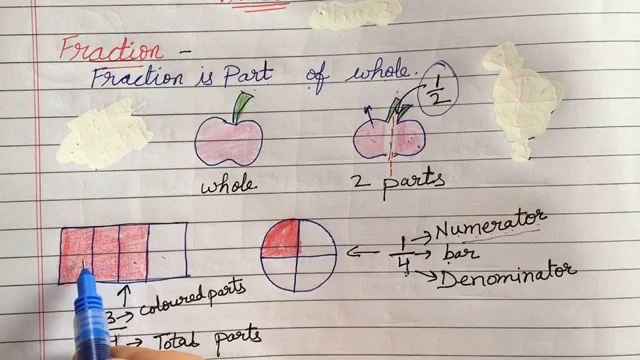 Fraction -
Fraction is Part of whole.
1/2
whole
2 parts
1/4
Numerator
bar
Denominator
3 → coloured parts
→ Total parts